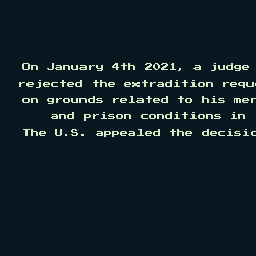 On January 4th 2021, a judge
rejected the extradition reque
on grounds related to his men
and prison conditions in
The U.S. appealed the decisio